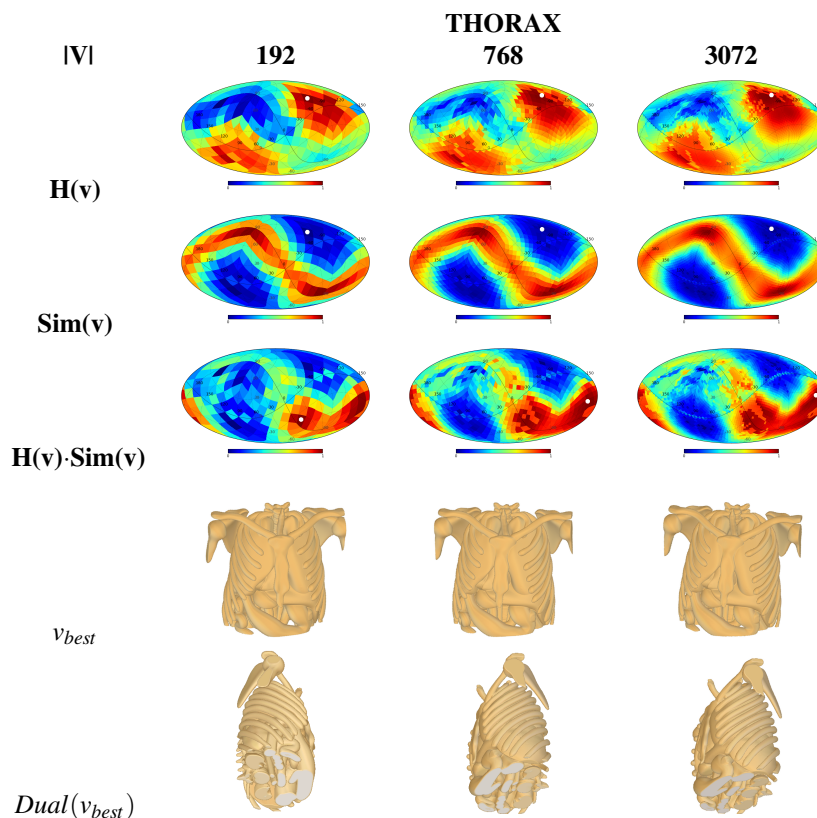 THORAX
|V| 192 768 3072
H(v)
Sim(v)
H(v)·Sim(v)
v_best
Dual(v_best)